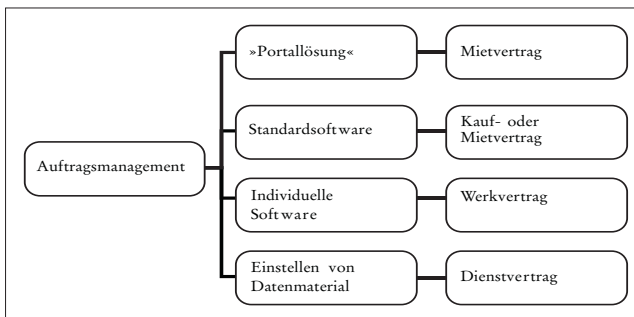 »Portallösung«
Mietvertrag
Standardsoftware
Kauf- oder
Mietvertrag
Auftragsmanagement
Individuelle
Software
Werkvertrag
Einstellen von
Datenmaterial
Dienstvertrag